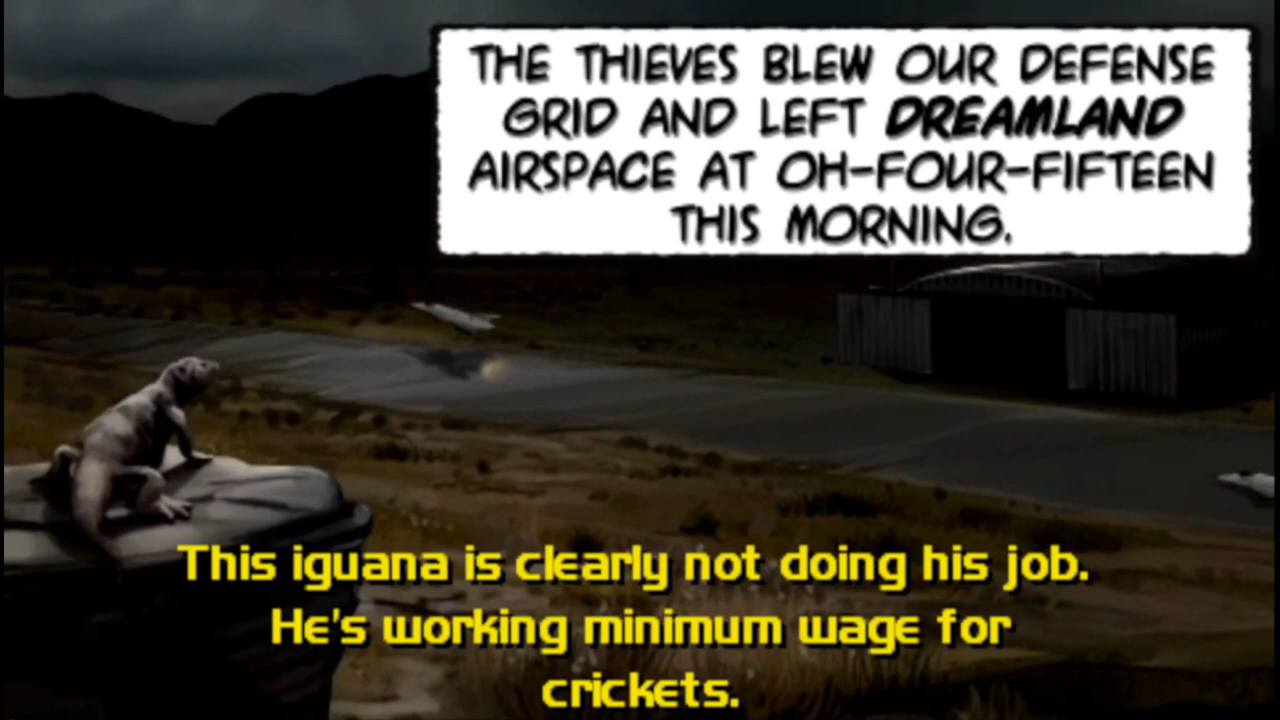 THE THIEVES BLEW OUR DEFENSE
GRID AND LEFT DREAMLAND
AIRSPACE AT OH-FOUR-FIFTEEN
THIS MORNING.
This iguana is clearly not doing his job.
He's working minimum wage for
crickets.